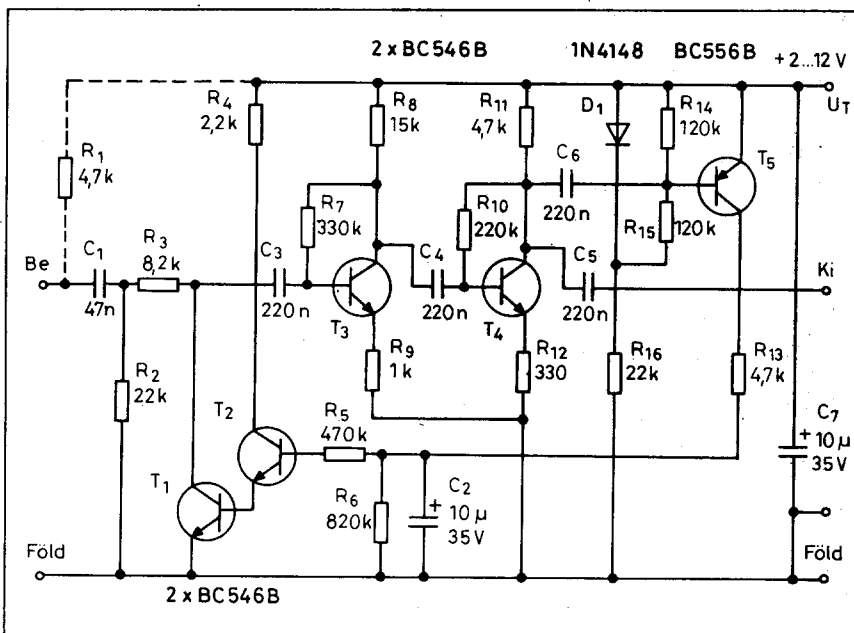 2 x BC546B
1N4148
BC556B
+2...12 V
UT
R4
2,2k
R8
15k
R11
4,7k
D1
R14
120k
C6
220n
T5
R1
4,7k
R7
330k
R10
220k
R15
120k
Be
C1
47n
R3
8,2k
C3
220n
C4
220n
C5
220n
Ki
T3
T4
R9
1k
R12
330
R16
22k
R13
4,7k
R2
22k
T2
R5
470k
C7
+ 10 µ
35V
T1
R6
820k
C2
+ 10 µ
35V
Föld
Föld
2 x BC546B